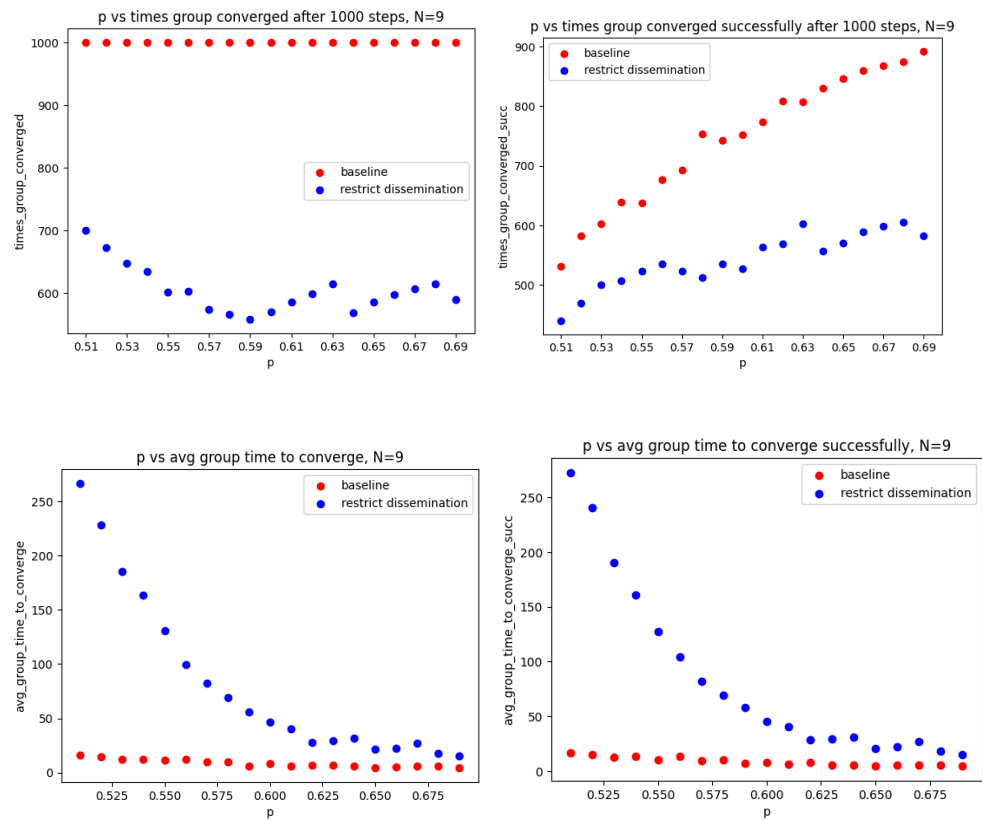 p vs times group converged after 1000 steps, N=9
times_group_converged
1000
900
800
700
600
baseline
restrict dissemination
0.51 0.53 0.55 0.57 0.59 0.61 0.63 0.65 0.67 0.69
p
p vs times group converged successfully after 1000 steps, N=9
times_group_converged_succ
900
800
700
600
500
baseline
restrict dissemination
0.51 0.53 0.55 0.57 0.59 0.61 0.63 0.65 0.67 0.69
p
p vs avg group time to converge, N=9
avg_group_time_to_converge
250
200
150
100
50
0
baseline
restrict dissemination
0.525 0.550 0.575 0.600 0.625 0.650 0.675
p
p vs avg group time to converge successfully, N=9
avg_group_time_to_converge_succ
250
200
150
100
50
0
baseline
restrict dissemination
0.525 0.550 0.575 0.600 0.625 0.650 0.675
p